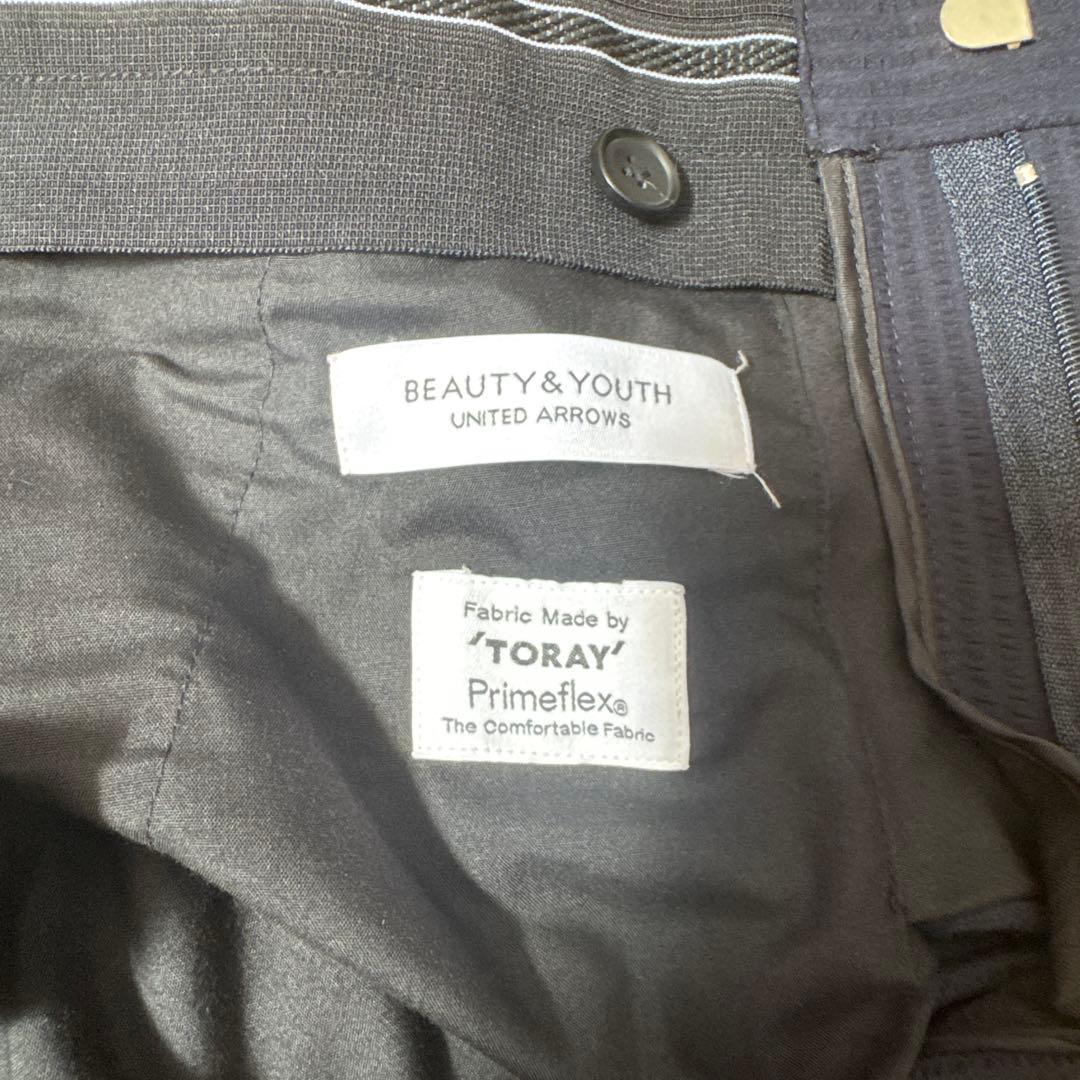 BEAUTY&YOUTH
UNITED ARROWS
Fabric Made by
'TORAY'
Primeflex®
The Comfortable Fabric